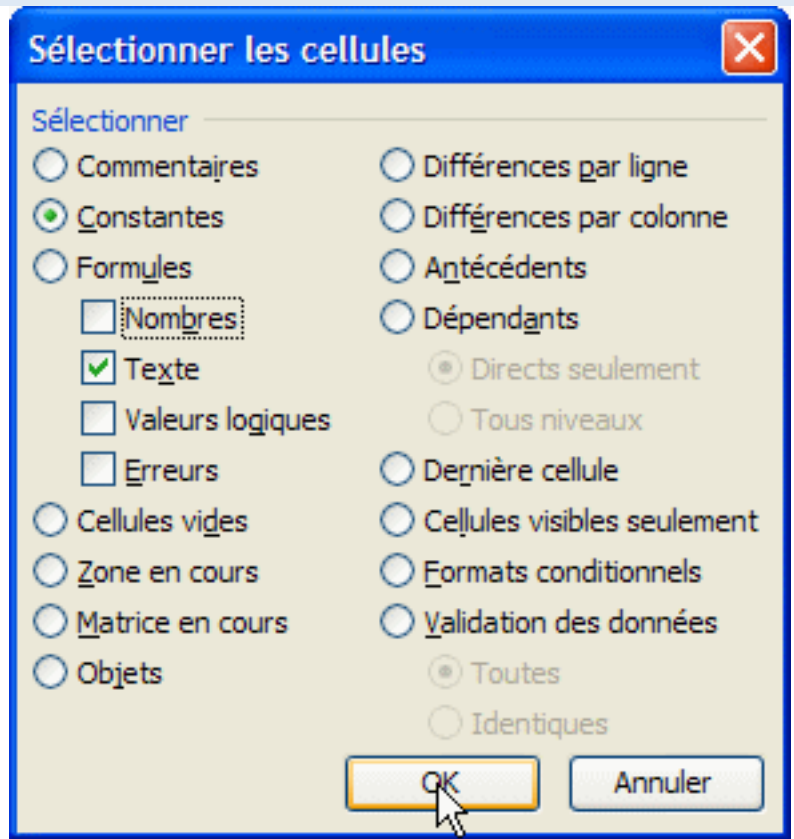 Sélectionner les cellules
Sélectionner
Commentaires
Constantes
Formules
Nombres
Texte
Valeurs logiques
Erreurs
Cellules vides
Zone en cours
Matrice en cours
Objets
Différences par ligne
Différences par colonne
Antécédents
Dépendants
Directs seulement
Tous niveaux
Dernière cellule
Cellules visibles seulement
Formats conditionnels
Validation des données
Toutes
Identiques
OK
Annuler